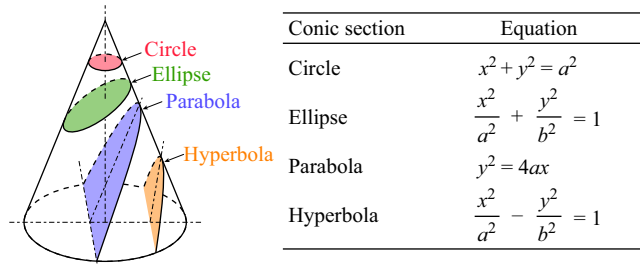 Circle
Ellipse
Parabola
Hyperbola
Conic section Equation
Circle x² + y² = a²
Ellipse x²/a² + y²/b² = 1
Parabola y² = 4ax
Hyperbola x²/a² − y²/b² = 1